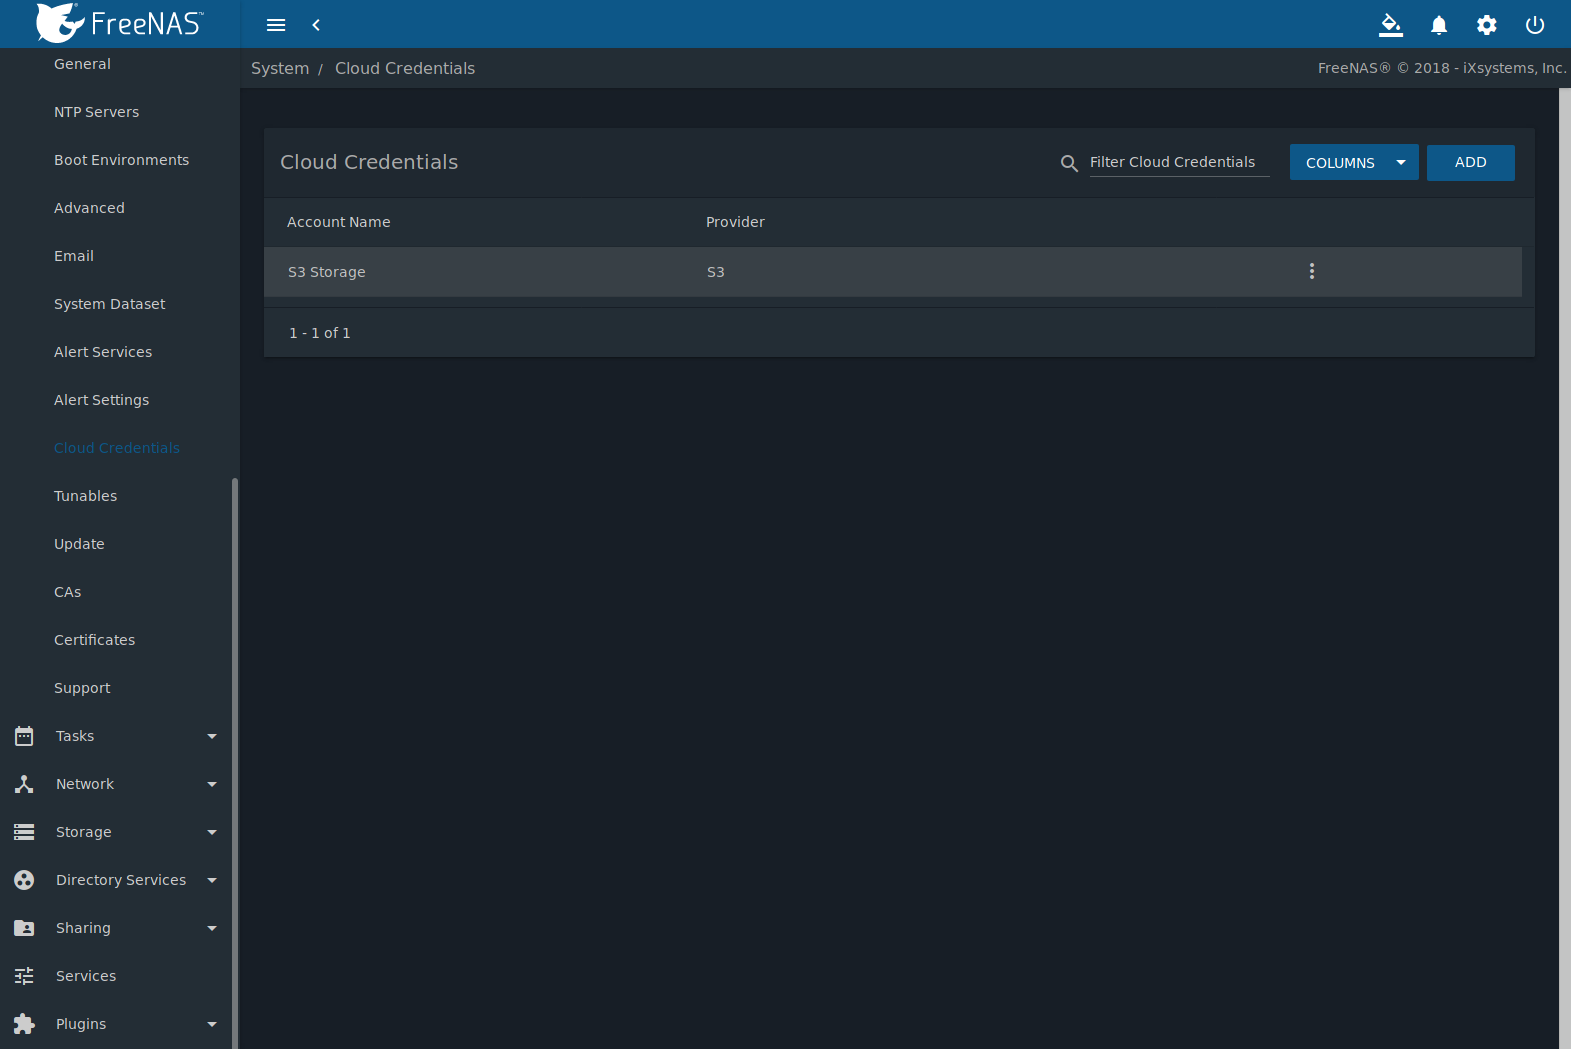 FreeNAS™
System / Cloud Credentials
FreeNAS® © 2018 - iXsystems, Inc.
General
NTP Servers
Boot Environments
Advanced
Email
System Dataset
Alert Services
Alert Settings
Cloud Credentials
Tunables
Update
CAs
Certificates
Support
Tasks
Network
Storage
Directory Services
Sharing
Services
Plugins
Cloud Credentials
Filter Cloud Credentials
COLUMNS
ADD
Account Name Provider
S3 Storage S3
1 - 1 of 1